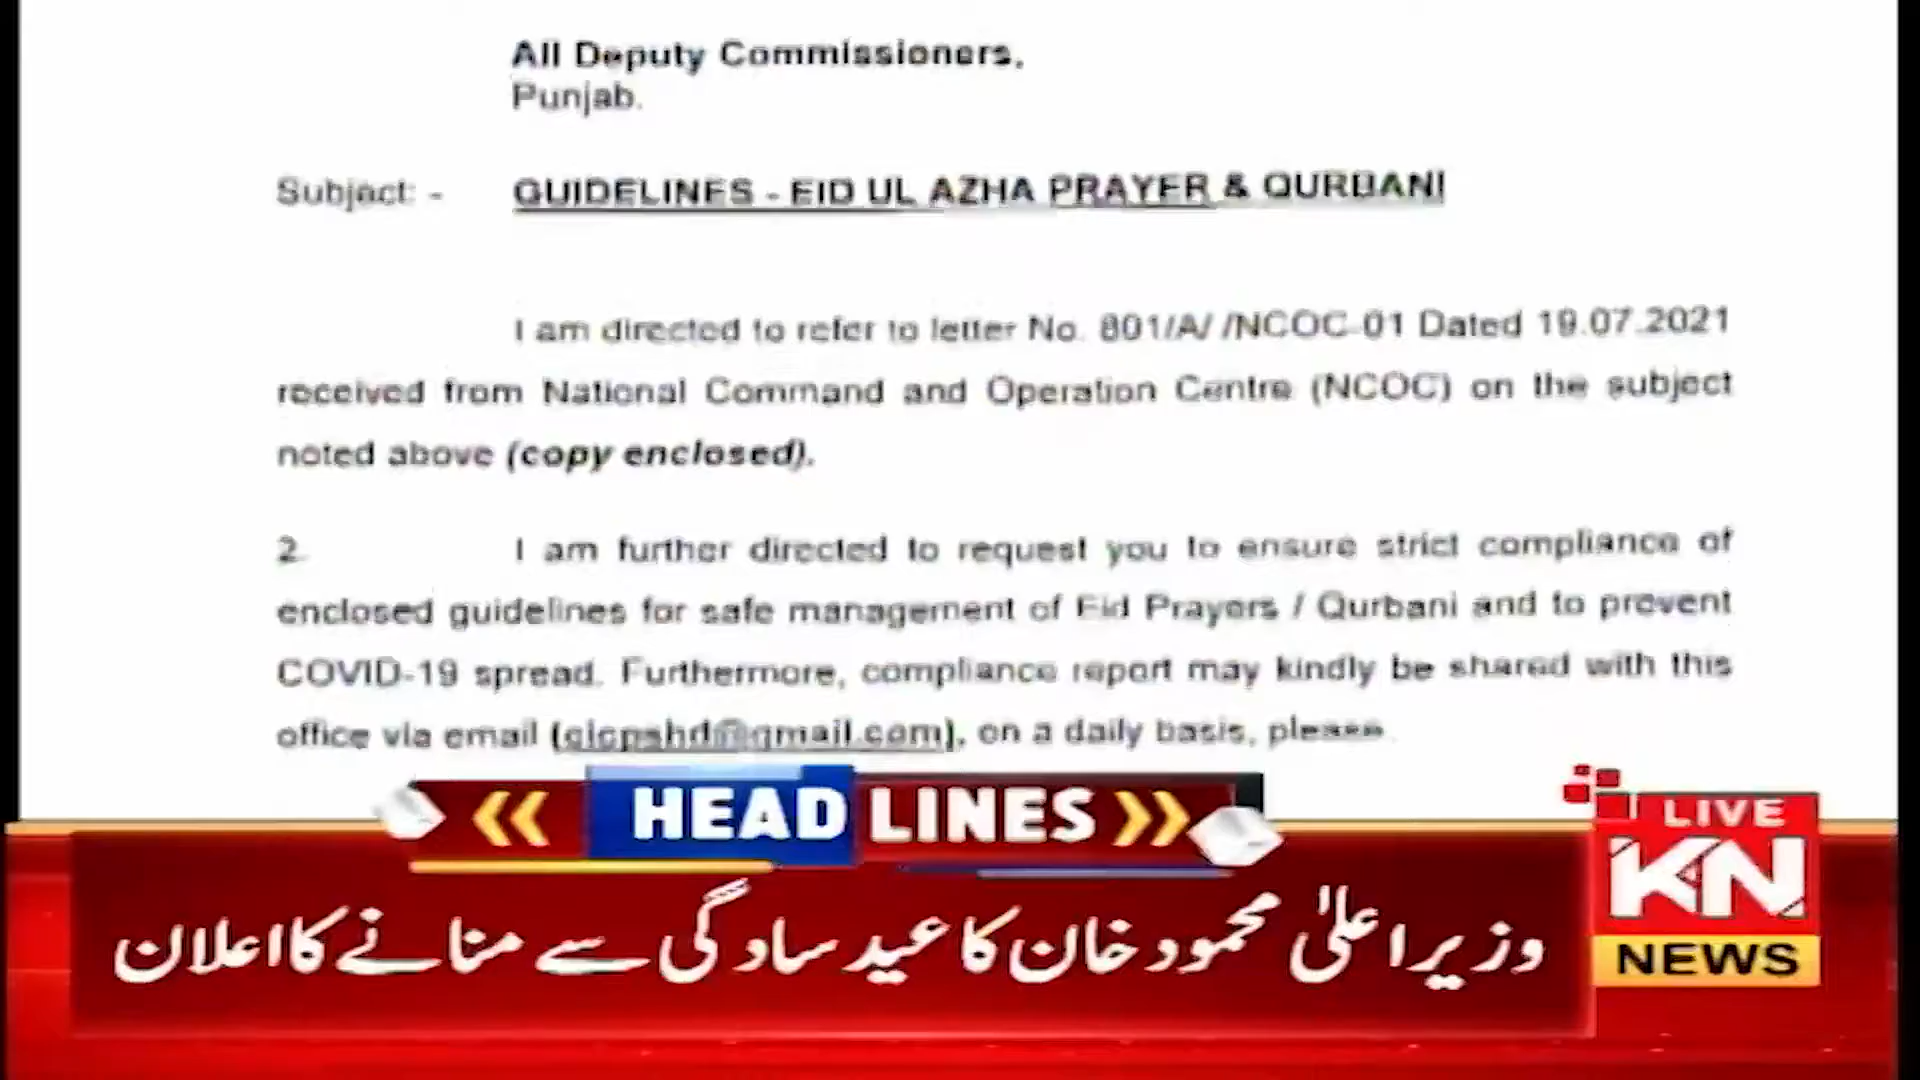 All Deputy Commissioners,
Punjab.
Subject: - GUIDELINES - EID UL AZHA PRAYER & QURBANI
I am directed to refer to letter No. 801/A/ /NCOC-01 Dated 19.07.2021
received from National Command and Operation Centre (NCOC) on the subject
noted above (copy enclosed).
2. I am further directed to request you to ensure strict compliance of
enclosed guidelines for safe management of Eid Prayers / Qurbani and to prevent
COVID-19 spread. Furthermore, compliance report may kindly be shared with this
office via email on a daily basis, please.
HEADLINES
LIVE
KN
NEWS
وزیراعلیٰ محمود خان کا عید سادگی سے منانے کا اعلان